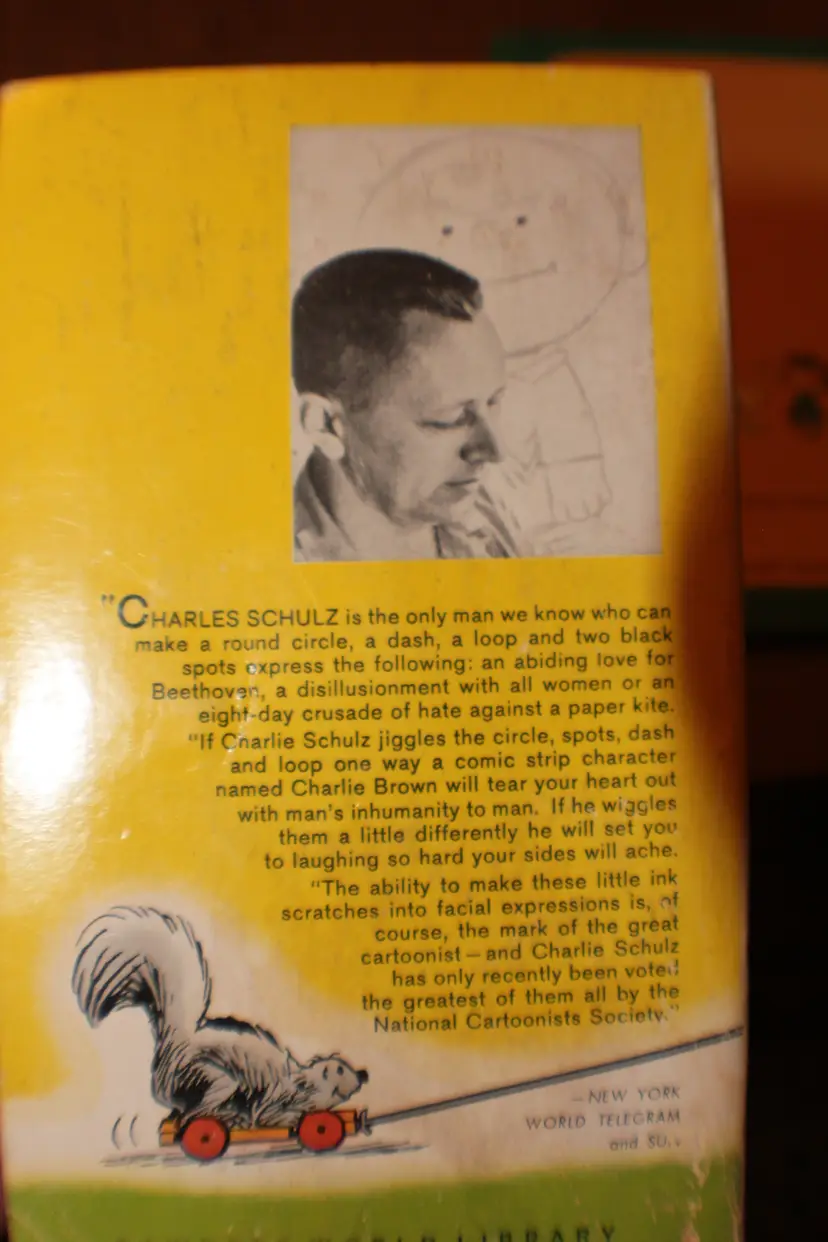 "CHARLES SCHULZ is the only man we know who can
make a round circle, a dash, a loop and two black
spots express the following: an abiding love for
Beethoven, a disillusionment with all women or an
eight-day crusade of hate against a paper kite.
"If Charlie Schulz jiggles the circle, spots, dash
and loop one way a comic strip character
named Charlie Brown will tear your heart out
with man's inhumanity to man. If he wiggles
them a little differently he will set you
to laughing so hard your sides will ache.
"The ability to make these little ink
scratches into facial expressions is, of
course, the mark of the great
cartoonist—and Charlie Schulz
has only recently been voted
the greatest of them all by the
National Cartoonists Society."
—NEW YORK
WORLD TELEGRAM
and
WORLD LIBRARY